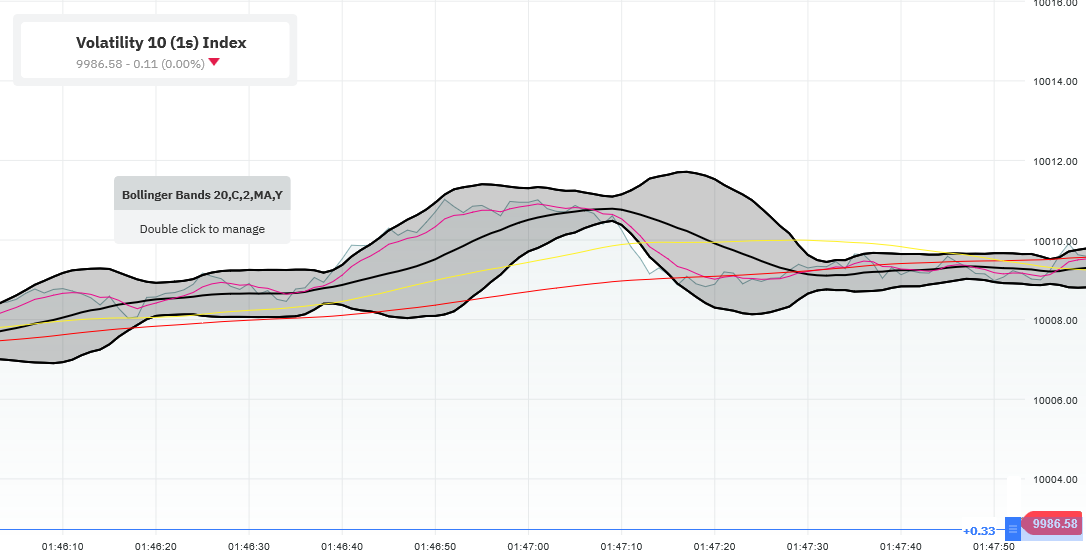 10016.00
Volatility 10 (1s) Index
9986.58 - 0.11 (0.00%)
10014.00
10012.00
Bollinger Bands 20,C,2,MA,Y
Double click to manage
10010.00
10008.00
10006.00
10004.00
+0.33
9986.58
01:46:10 01:46:20 01:46:30 01:46:40 01:46:50 01:47:00 01:47:10 01:47:20 01:47:30 01:47:40 01:47:50